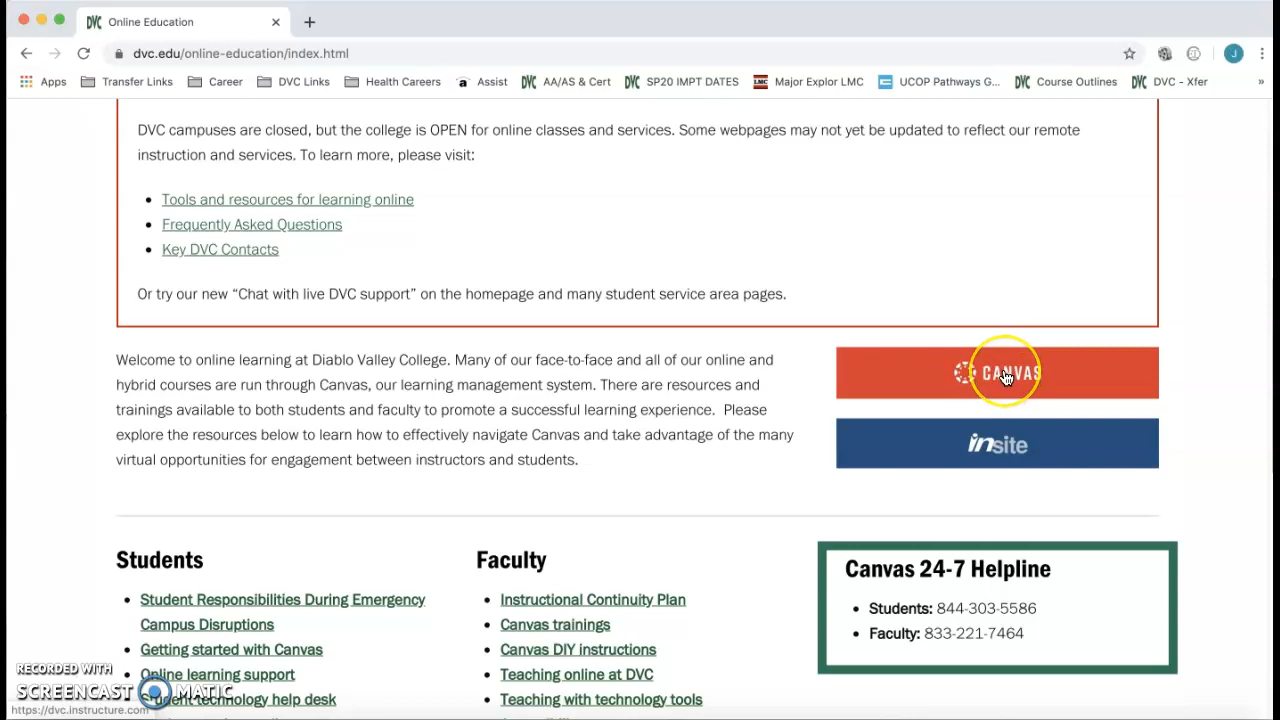 DVC Online Education
dvc.edu/online-education/index.html
J
Apps Transfer Links Career DVC Links Health Careers a Assist DVC AA/AS & Cert DVC SP20 IMPT DATES LMC Major Explor LMC UCOP Pathways G... DVC Course Outlines DVC DVC - Xfer »
DVC campuses are closed, but the college is OPEN for online classes and services. Some webpages may not yet be updated to reflect our remote
instruction and services. To learn more, please visit:
• Tools and resources for learning online
• Frequently Asked Questions
• Key DVC Contacts
Or try our new “Chat with live DVC support” on the homepage and many student service area pages.
Welcome to online learning at Diablo Valley College. Many of our face-to-face and all of our online and
hybrid courses are run through Canvas, our learning management system. There are resources and
trainings available to both students and faculty to promote a successful learning experience. Please
explore the resources below to learn how to effectively navigate Canvas and take advantage of the many
virtual opportunities for engagement between instructors and students.
CANVAS
insite
Students
• Student Responsibilities During Emergency
Campus Disruptions
• Getting started with Canvas
• Online learning support
Student technology help desk
Faculty
• Instructional Continuity Plan
• Canvas trainings
• Canvas DIY instructions
• Teaching online at DVC
• Teaching with technology tools
Canvas 24-7 Helpline
• Students: 844-303-5586
• Faculty: 833-221-7464
RECORDED WITH
SCREENCAST MATIC
https://dvc.instructure.com